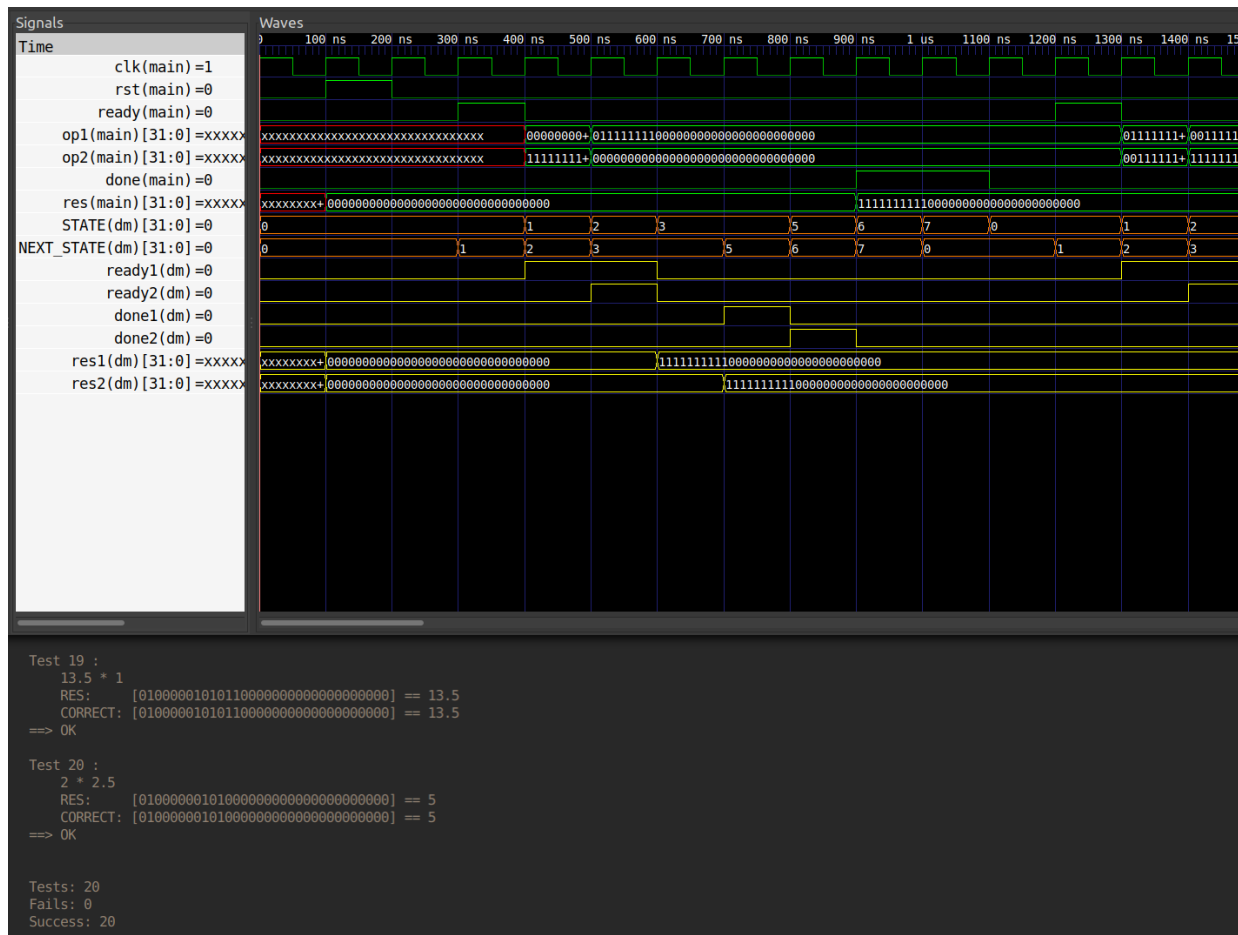 Signals
Waves
Time
0 100 ns 200 ns 300 ns 400 ns 500 ns 600 ns 700 ns 800 ns 900 ns 1 us 1100 ns 1200 ns 1300 ns 1400 ns 15
clk(main)=1
rst(main)=0
ready(main)=0
op1(main)[31:0]=xxxxx xxxxxxxxxxxxxxxxxxxxxxxxxxxxxxxx 00000000+ 01111111100000000000000000000000 01111111+ 0011111
op2(main)[31:0]=xxxxx xxxxxxxxxxxxxxxxxxxxxxxxxxxxxxxx 11111111+ 00000000000000000000000000000000 00111111+ 1111111
done(main)=0
res(main)[31:0]=xxxxx xxxxxxxx+ 00000000000000000000000000000000 11111111110000000000000000000000
STATE(dm)[31:0]=0 0 1 2 3 5 6 7 0 1 2
NEXT_STATE(dm)[31:0]=0 0 1 2 3 5 6 7 0 1 2 3
ready1(dm)=0
ready2(dm)=0
done1(dm)=0
done2(dm)=0
res1(dm)[31:0]=xxxxx xxxxxxxx+ 00000000000000000000000000000000 11111111110000000000000000000000
res2(dm)[31:0]=xxxxx xxxxxxxx+ 00000000000000000000000000000000 11111111110000000000000000000000
Test 19 :
13.5 * 1
RES: [01000001010110000000000000000000] == 13.5
CORRECT: [01000001010110000000000000000000] == 13.5
==> OK
Test 20 :
2 * 2.5
RES: [01000000101000000000000000000000] == 5
CORRECT: [01000000101000000000000000000000] == 5
==> OK
Tests: 20
Fails: 0
Success: 20